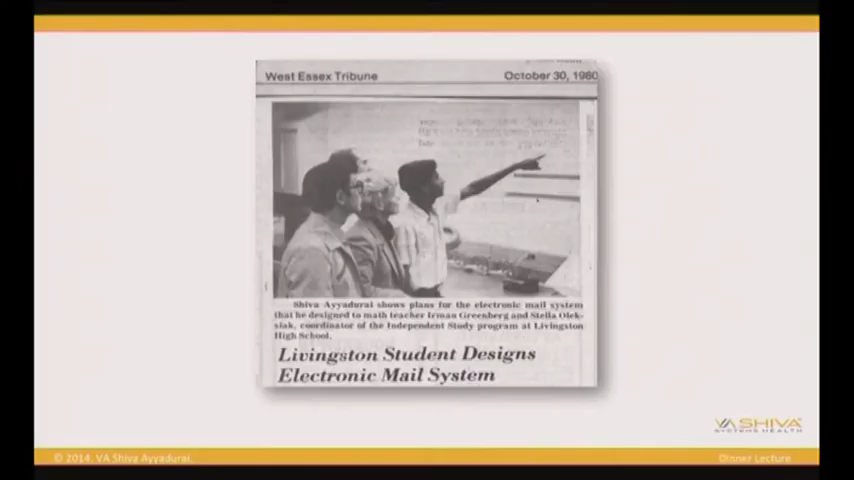 West Essex Tribune
October 30, 1980
Shiva Ayyadurai shows plans for the electronic mail system
that he designed to math teacher Irman Greenberg and Stella Olek-
siak, coordinator of the Independent Study program at Livingston
High School.
Livingston Student Designs
Electronic Mail System
VA SHIVA
SYSTEMS HEALTH
© 2014. VA Shiva Ayyadurai.
Dinner Lecture